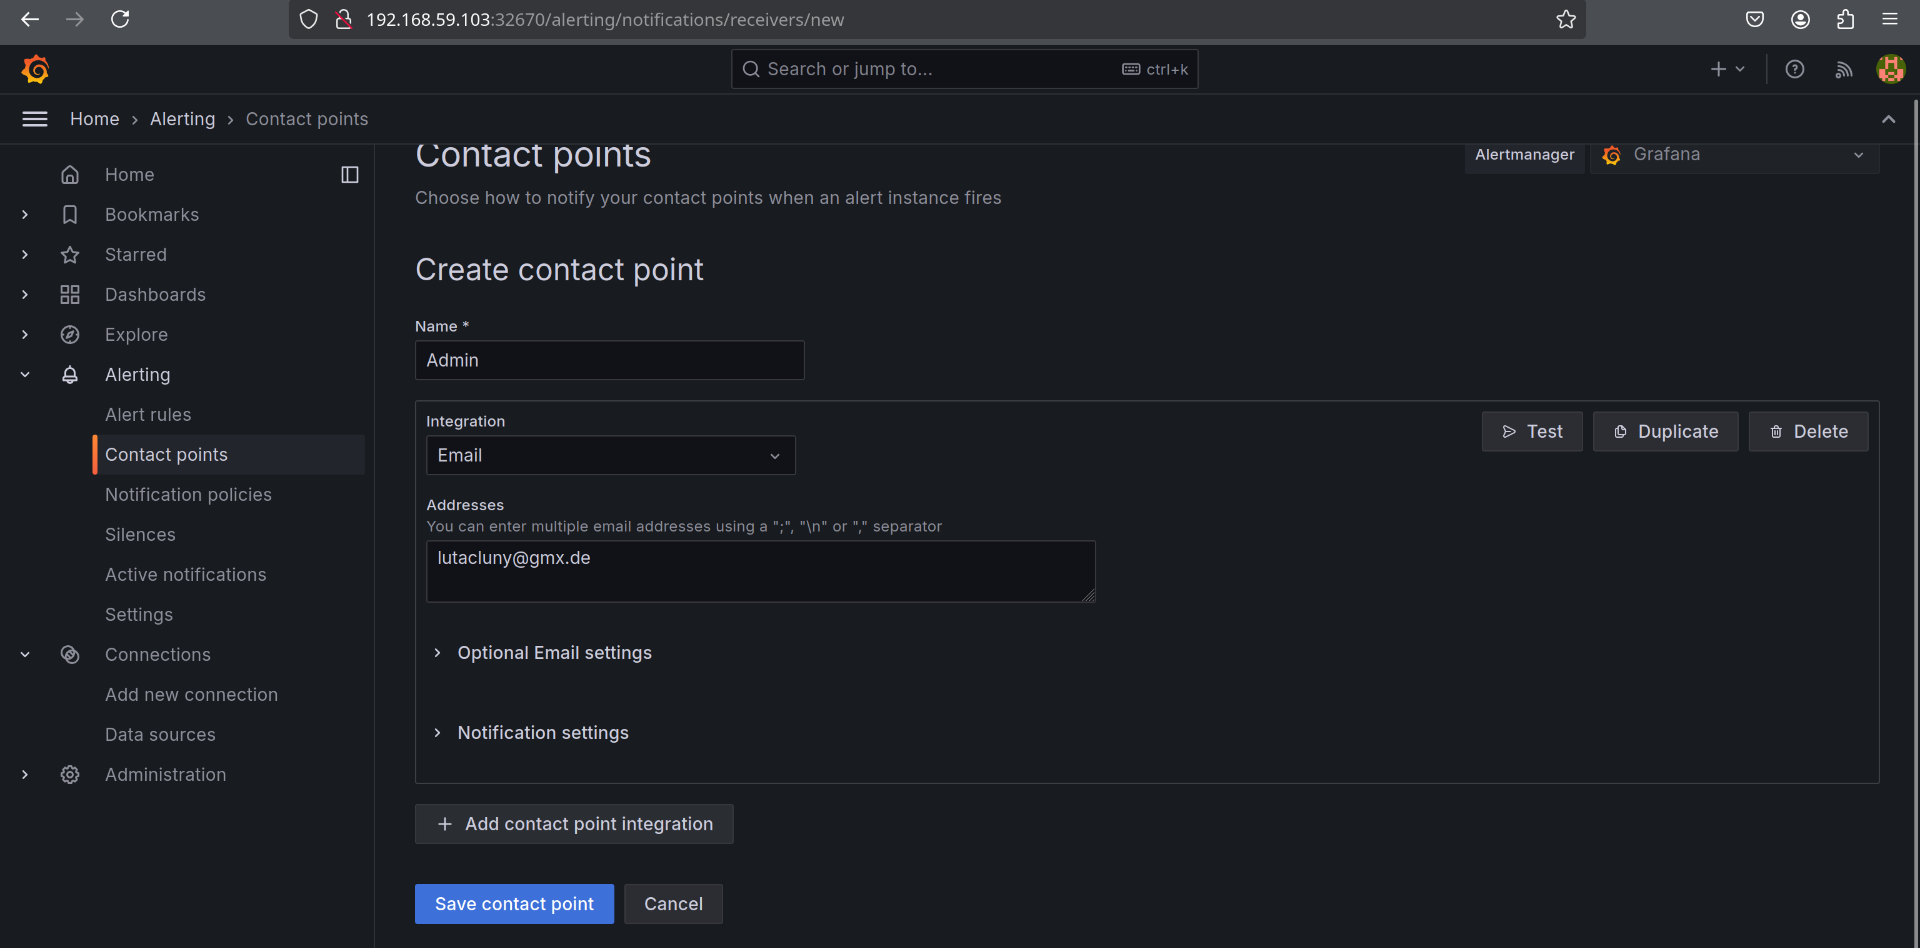 192.168.59.103:32670/alerting/notifications/receivers/new
Search or jump to...
ctrl+k
Home
Alerting
Contact points
Home
Bookmarks
Starred
Dashboards
Explore
Alerting
Alert rules
Contact points
Notification policies
Silences
Active notifications
Settings
Connections
Add new connection
Data sources
Administration
Contact points
Alertmanager
Grafana
Choose how to notify your contact points when an alert instance fires
Create contact point
Name *
Admin
Integration
Email
Test
Duplicate
Delete
Addresses
You can enter multiple email addresses using a ";", "\n" or "," separator
lutacluny@gmx.de
Optional Email settings
Notification settings
Add contact point integration
Save contact point
Cancel